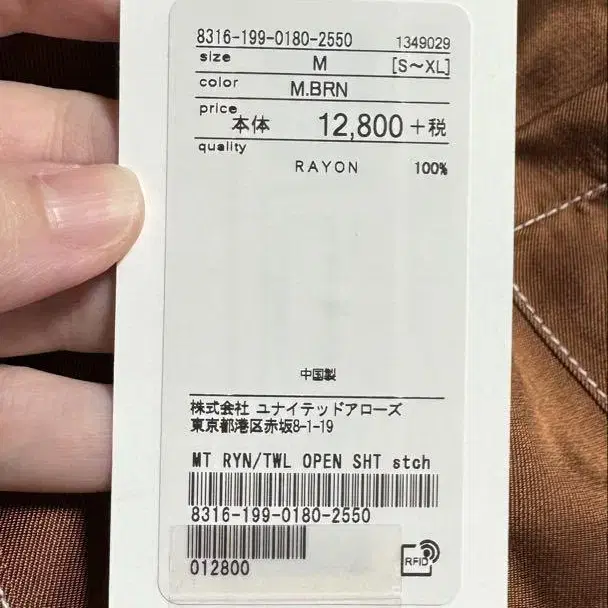 8316-199-0180-2550 1349029
size M [S～XL]
color M.BRN
price 本体 12,800＋税
quality
RAYON 100%
中国製
株式会社 ユナイテッドアローズ
東京都港区赤坂8-1-19
MT RYN/TWL OPEN SHT stch
8316-199-0180-2550
012800
RFID